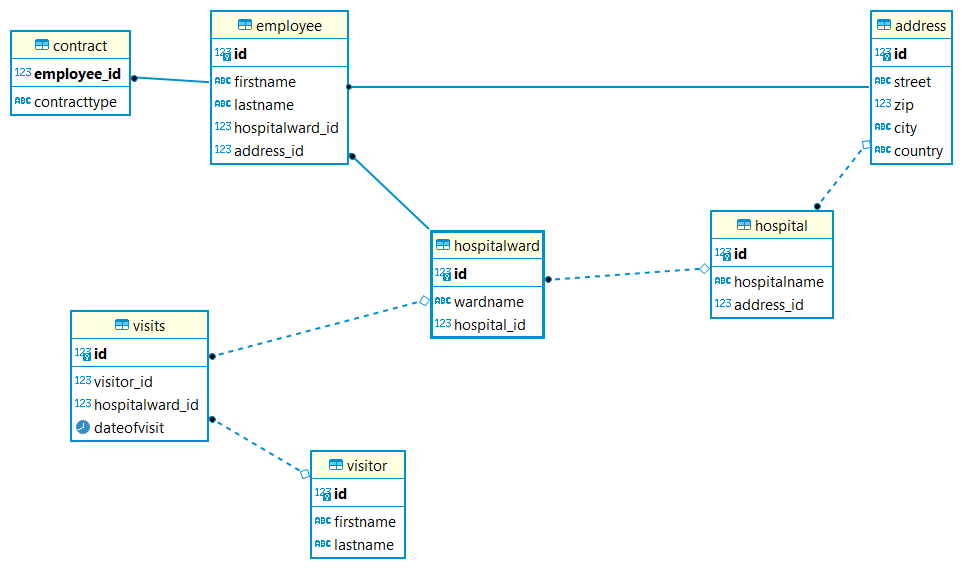 contract
123 employee_id
ABC contracttype
employee
123 id
ABC firstname
ABC lastname
123 hospitalward_id
123 address_id
address
123 id
ABC street
123 zip
ABC city
ABC country
hospitalward
123 id
ABC wardname
123 hospital_id
hospital
123 id
ABC hospitalname
123 address_id
visits
123 id
123 visitor_id
123 hospitalward_id
dateofvisit
visitor
123 id
ABC firstname
ABC lastname